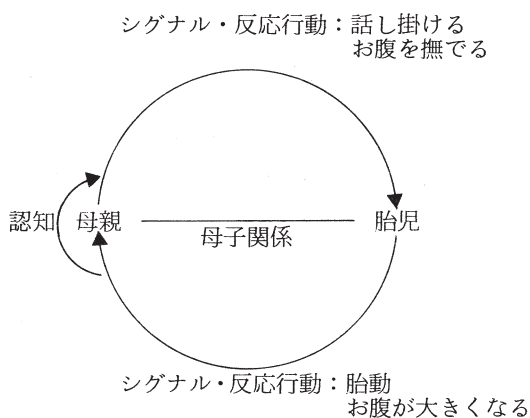 シグナル・反応行動：話し掛ける
お腹を撫でる
認知 母親 胎児
母子関係
シグナル・反応行動：胎動
お腹が大きくなる